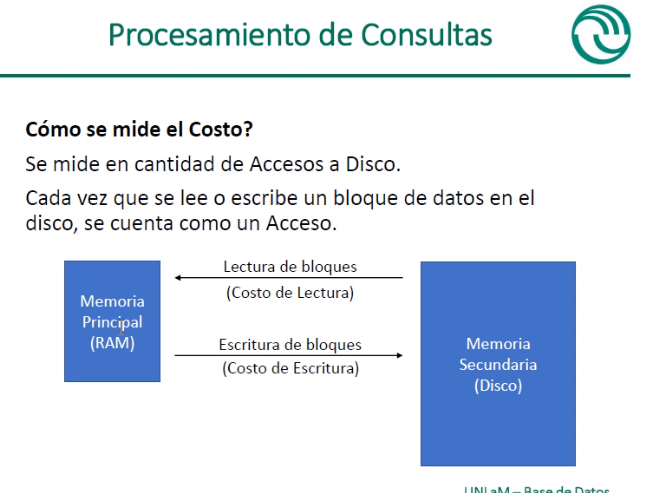 Procesamiento de Consultas
Cómo se mide el Costo?
Se mide en cantidad de Accesos a Disco.
Cada vez que se lee o escribe un bloque de datos en el
disco, se cuenta como un Acceso.
Memoria
Principal
(RAM)
Lectura de bloques
(Costo de Lectura)
Escritura de bloques
(Costo de Escritura)
Memoria
Secundaria
(Disco)
UNLaM – Base de Datos